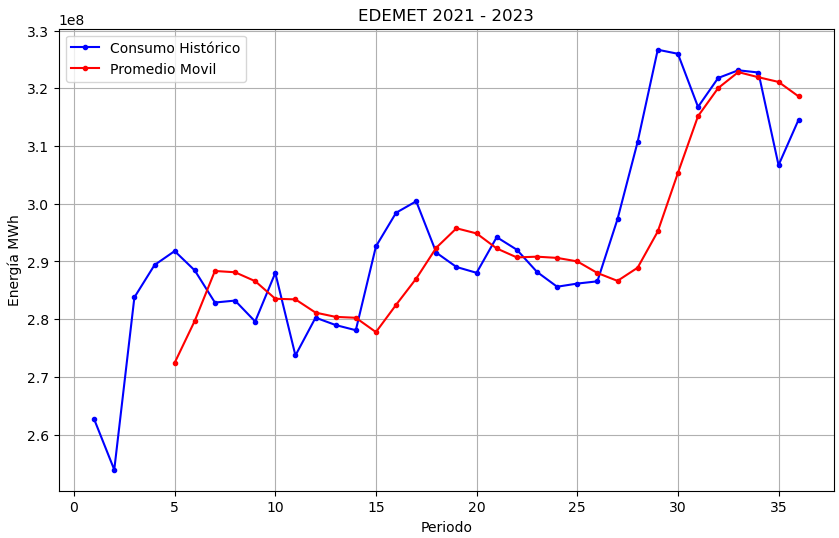 EDEMET 2021 - 2023
1e8
Consumo Histórico
Promedio Movil
3.3
3.2
3.1
3.0
2.9
2.8
2.7
2.6
Energía MWh
0 5 10 15 20 25 30 35
Periodo